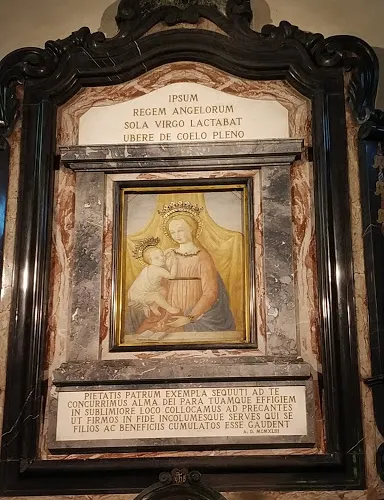 IPSUM
REGEM ANGELORUM
SOLA VIRGO LACTABAT
UBERE DE COELO PLENO
PIETATIS PATRUM EXEMPLA SEQUUTI AD TE
CONCURRIMUS ALMA DEI PARA TUAMQUE EFFIGIEM
IN SUBLIMIORE LOCO COLLOCAMUS AD PRECANTES
UT FIRMOS IN FIDE INCOLUMESQUE SERVES QUI SE
FILIOS AC BENEFICIIS CUMULATOS ESSE GAUDENT
A. D. MCMXLIII